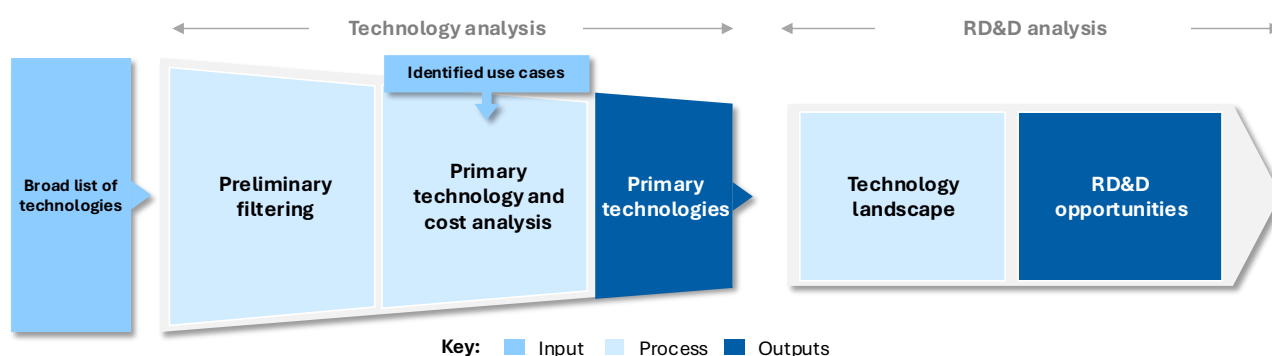 Technology analysis
RD&D analysis
Identified use cases
Broad list of
technologies
Preliminary
filtering
Primary
technology and
cost analysis
Primary
technologies
Technology
landscape
RD&D
opportunities
Key: Input Process Outputs